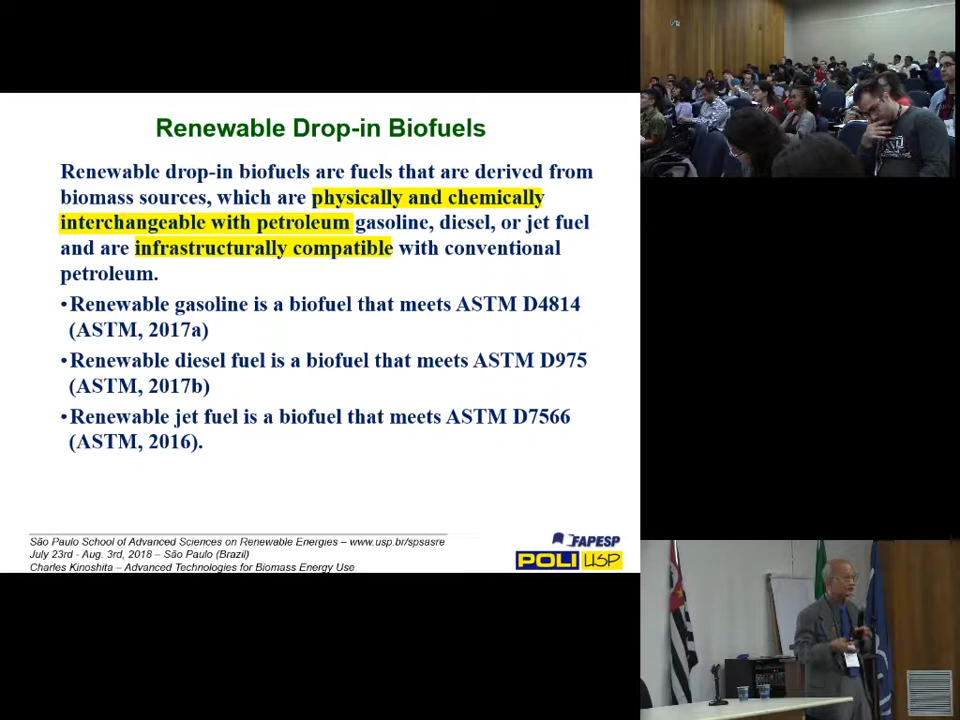 Renewable Drop-in Biofuels
Renewable drop-in biofuels are fuels that are derived from
biomass sources, which are physically and chemically
interchangeable with petroleum gasoline, diesel, or jet fuel
and are infrastructurally compatible with conventional
petroleum.
•Renewable gasoline is a biofuel that meets ASTM D4814
(ASTM, 2017a)
•Renewable diesel fuel is a biofuel that meets ASTM D975
(ASTM, 2017b)
•Renewable jet fuel is a biofuel that meets ASTM D7566
(ASTM, 2016).
São Paulo School of Advanced Sciences on Renewable Energies – www.usp.br/spsasre
July 23rd - Aug. 3rd, 2018 – São Paulo (Brazil)
Charles Kinoshita – Advanced Technologies for Biomass Energy Use
FAPESP
POLI USP